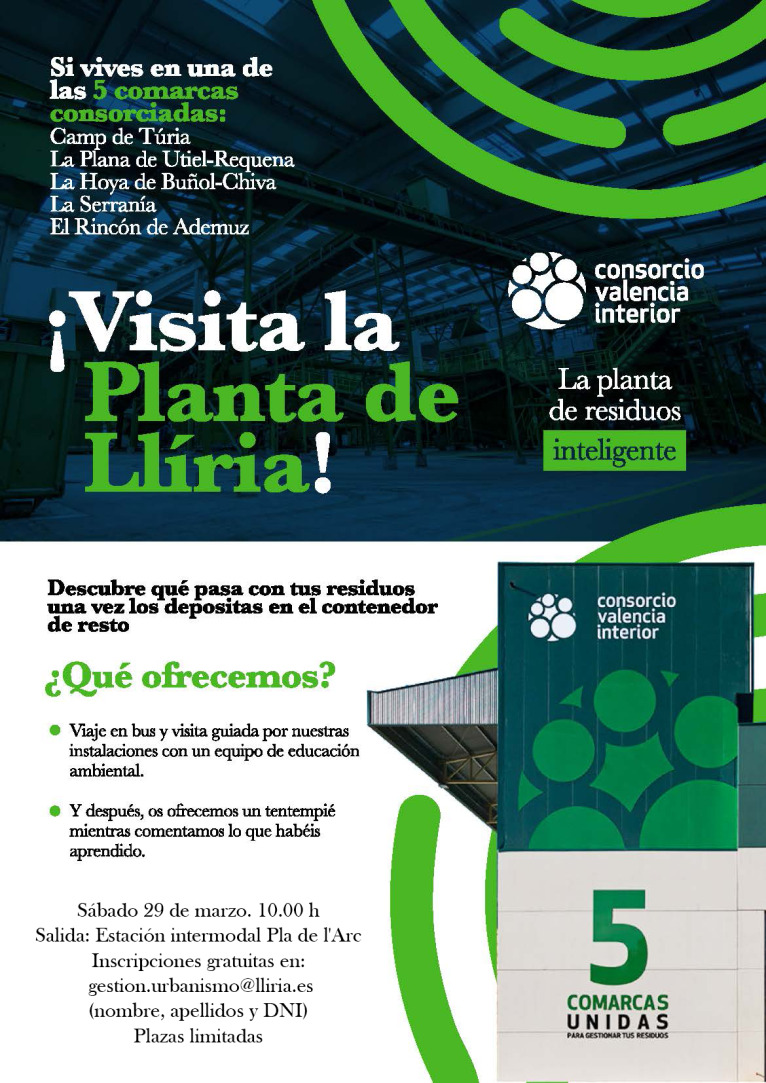 Si vives en una de
las 5 comarcas
consorciadas:
Camp de Túria
La Plana de Utiel-Requena
La Hoya de Buñol-Chiva
La Serranía
El Rincón de Ademuz
consorcio
valencia
interior
¡Visita la
Planta de
Llíria!
La planta
de residuos
inteligente
Descubre qué pasa con tus residuos
una vez los depositas en el contenedor
de resto
¿Qué ofrecemos?
Viaje en bus y visita guiada por nuestras
instalaciones con un equipo de educación
ambiental.
Y después, os ofrecemos un tentempié
mientras comentamos lo que habéis
aprendido.
Sábado 29 de marzo. 10.00 h
Salida: Estación intermodal Pla de l'Arc
Inscripciones gratuitas en:
gestion.urbanismo@lliria.es
(nombre, apellidos y DNI)
Plazas limitadas
consorcio
valencia
interior
5
COMARCAS
UNIDAS
PARA GESTIONAR TUS RESIDUOS